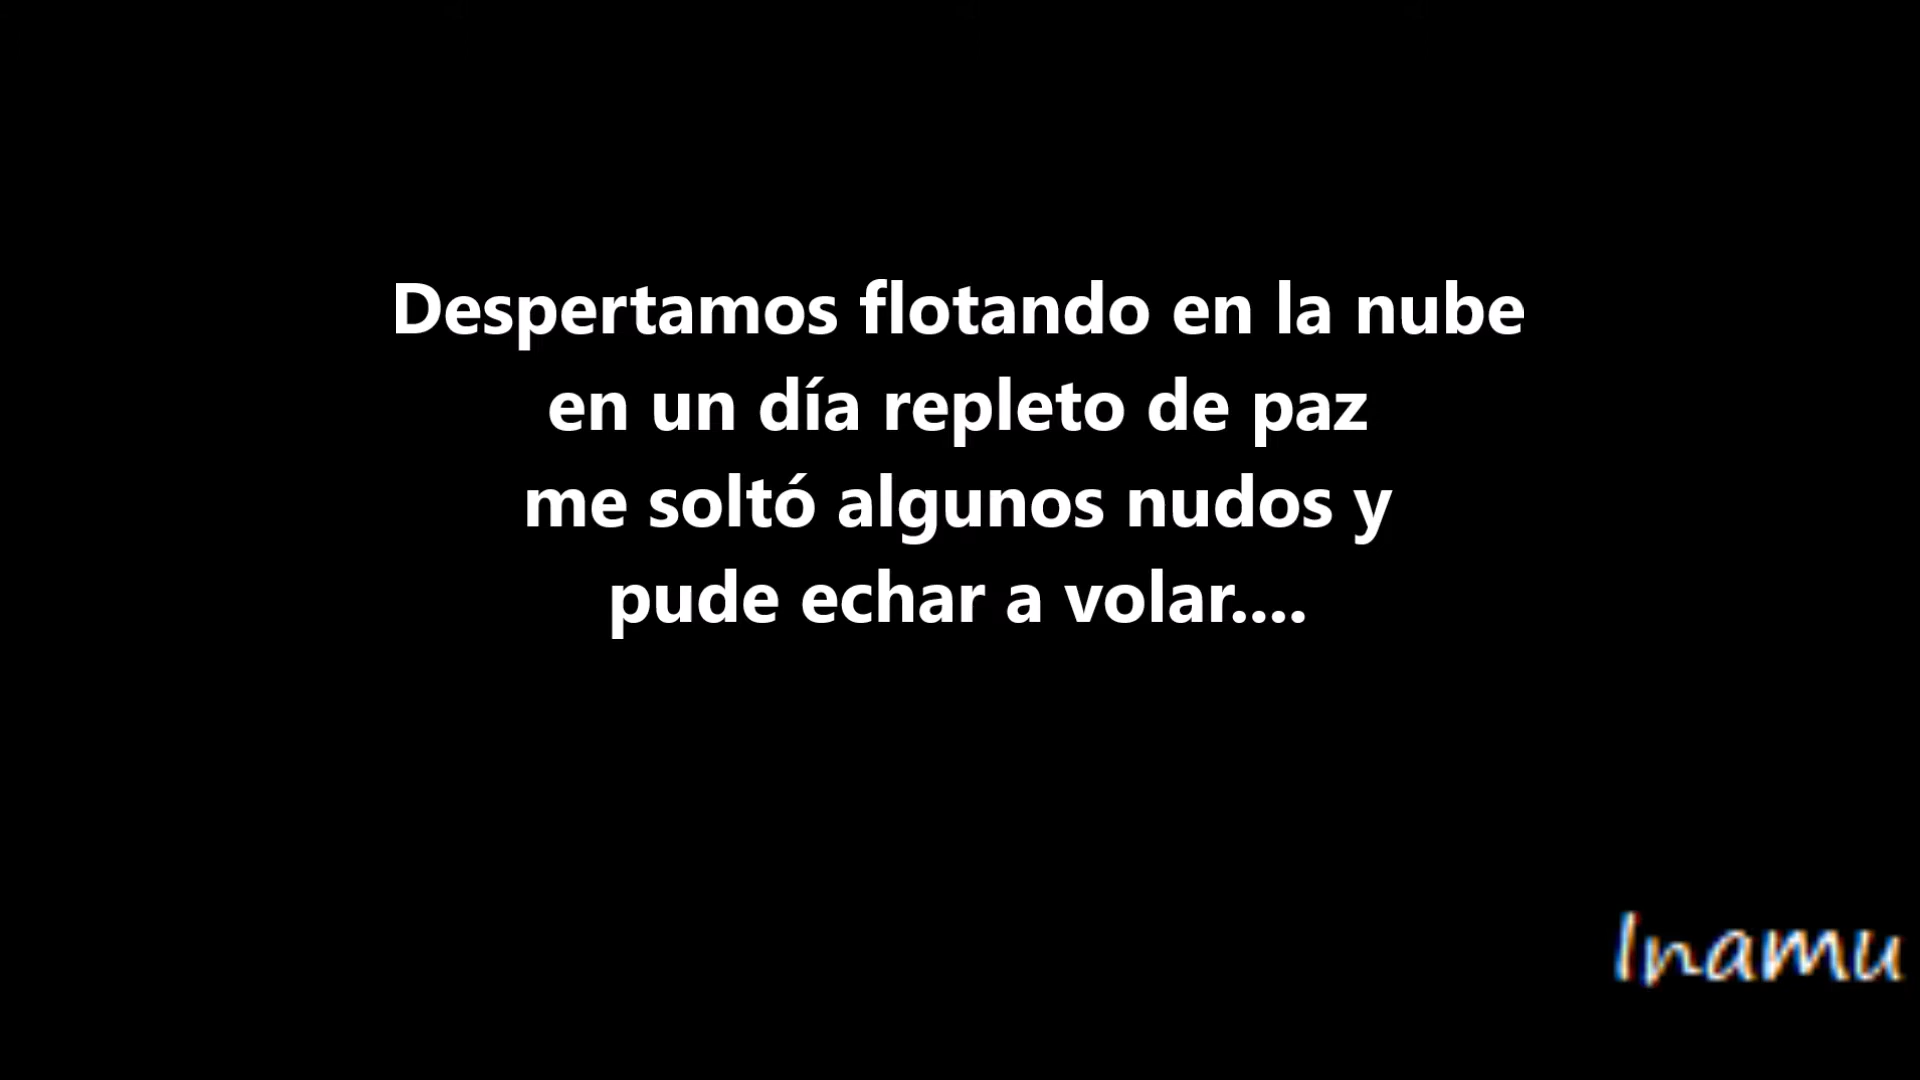 Despertamos flotando en la nube
en un día repleto de paz
me soltó algunos nudos y
pude echar a volar....
Inamu